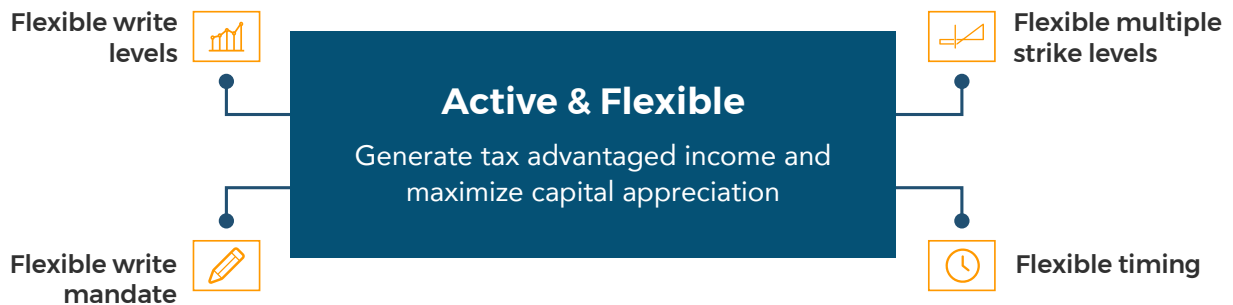 Flexible write
levels
Flexible multiple
strike levels
Active & Flexible
Generate tax advantaged income and
maximize capital appreciation
Flexible write
mandate
Flexible timing